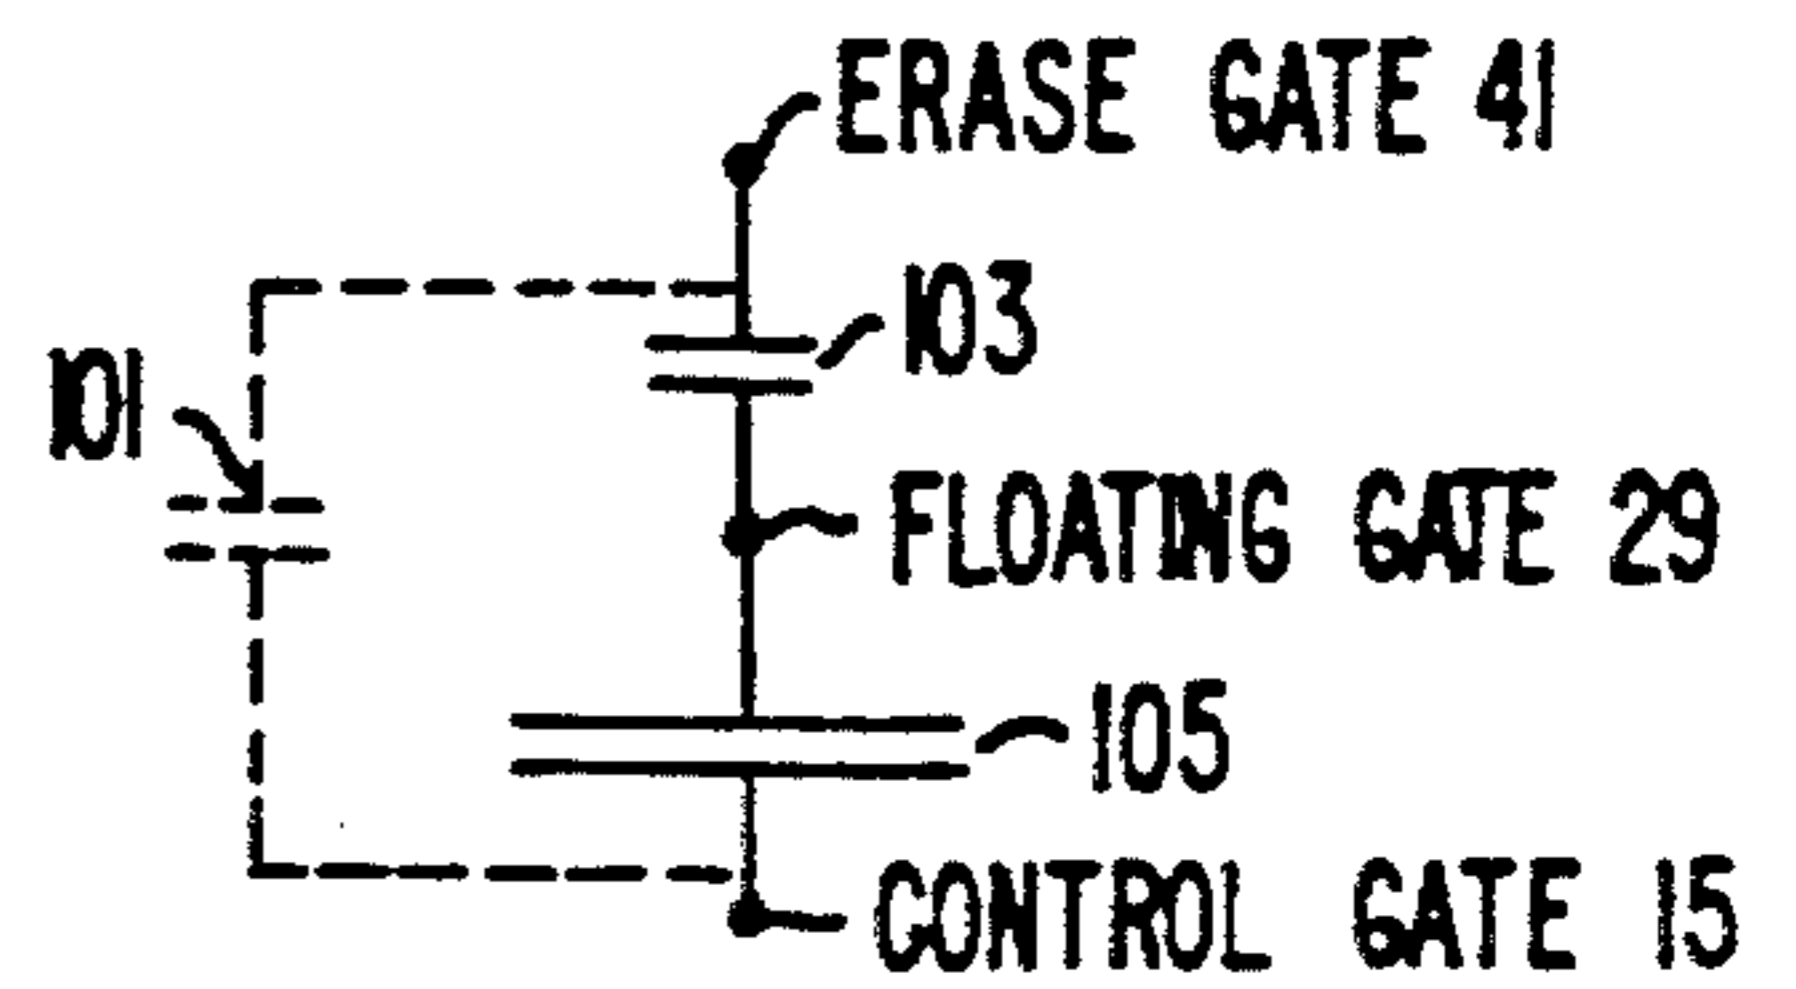 ERASE GATE 41
103
101
FLOATING GATE 29
105
CONTROL GATE 15